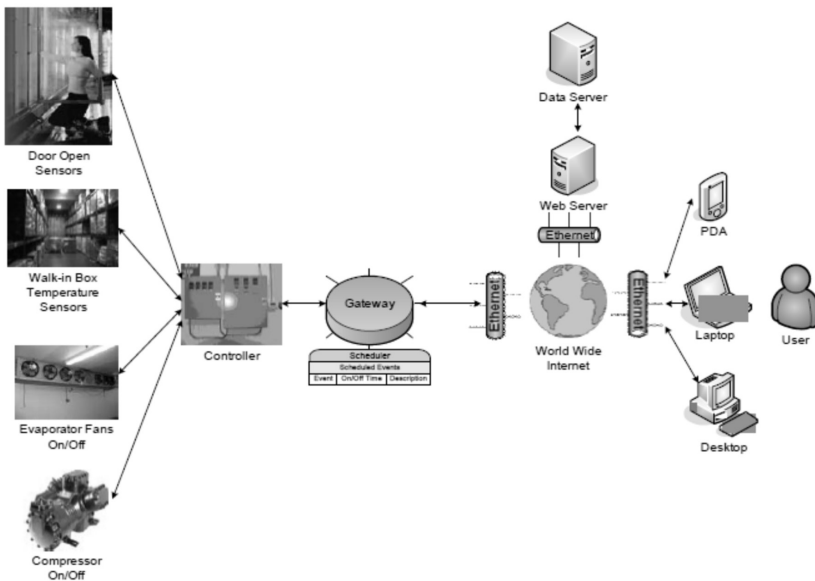 Door Open
Sensors
Walk-in Box
Temperature
Sensors
Evaporator Fans
On/Off
Compressor
On/Off
Controller
Gateway
Scheduler
Scheduled Events
Event On/Off Time Description
Ethernet
World Wide
Internet
Data Server
Web Server
Ethernet
Ethernet
PDA
Laptop
User
Desktop